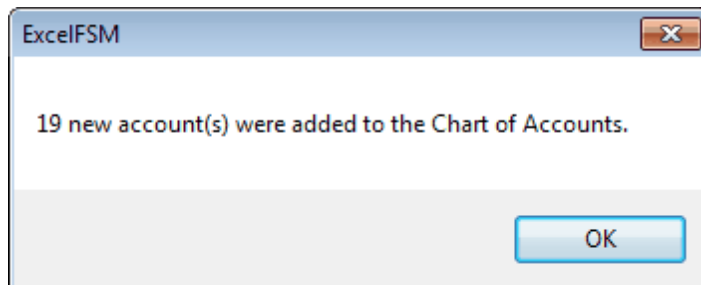 ExcelFSM
19 new account(s) were added to the Chart of Accounts.
OK